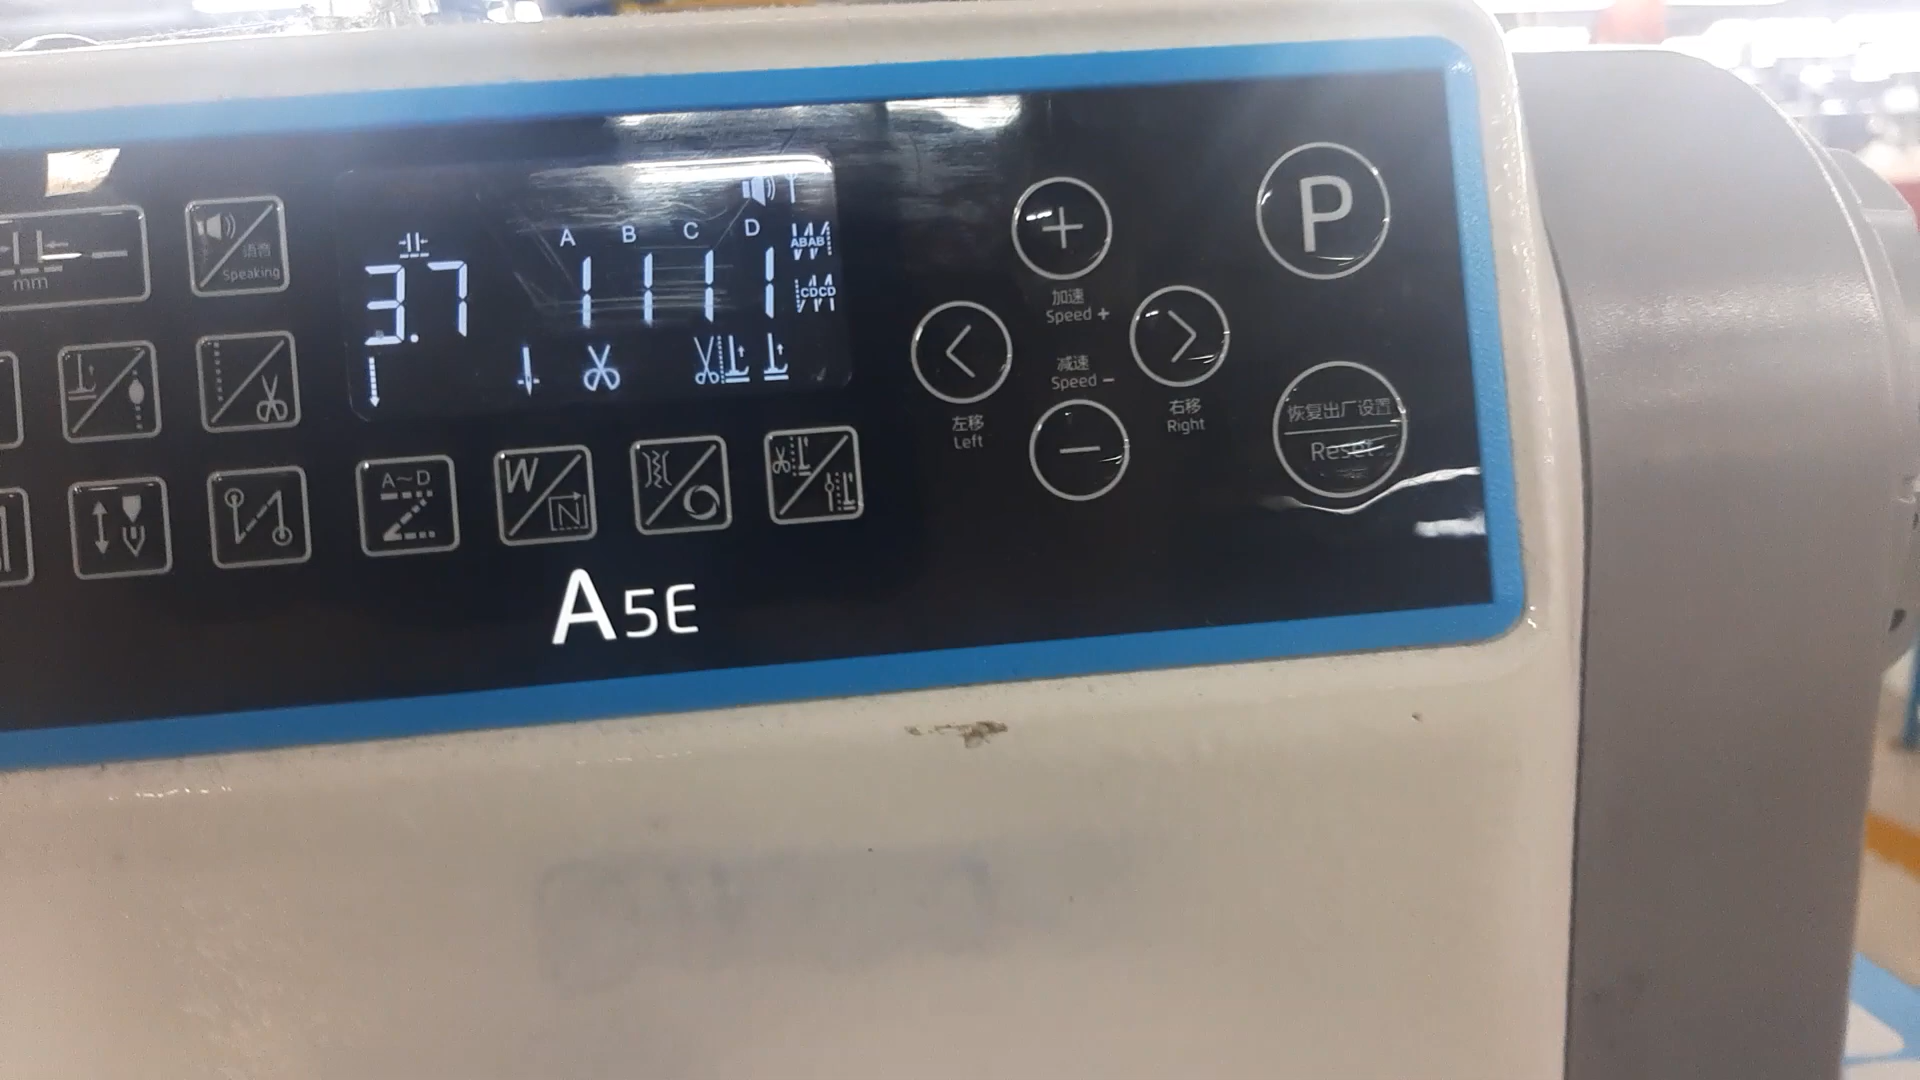 语音
Speaking
mm
A B C D
3.7 1 1 1 1
ABAB
CDCD
P
加速
Speed +
减速
Speed −
左移
Left
右移
Right
恢复出厂设置
Reset
A~D
W
N
A5E